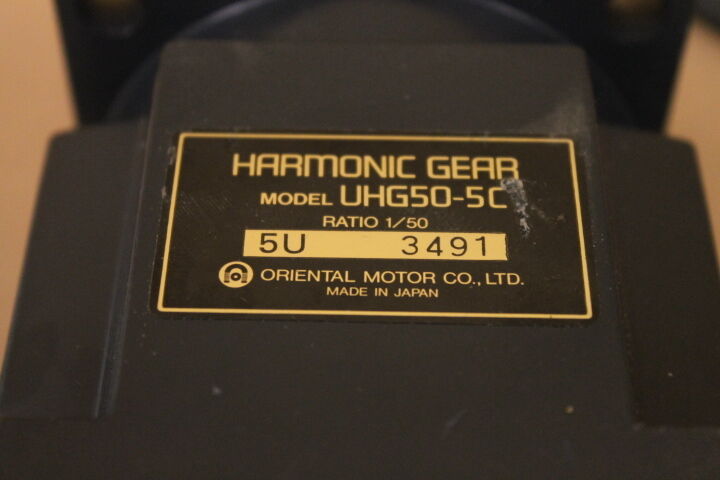 HARMONIC GEAR
MODEL UHG50-5C
RATIO 1/50
5U 3491
ORIENTAL MOTOR CO., LTD.
MADE IN JAPAN